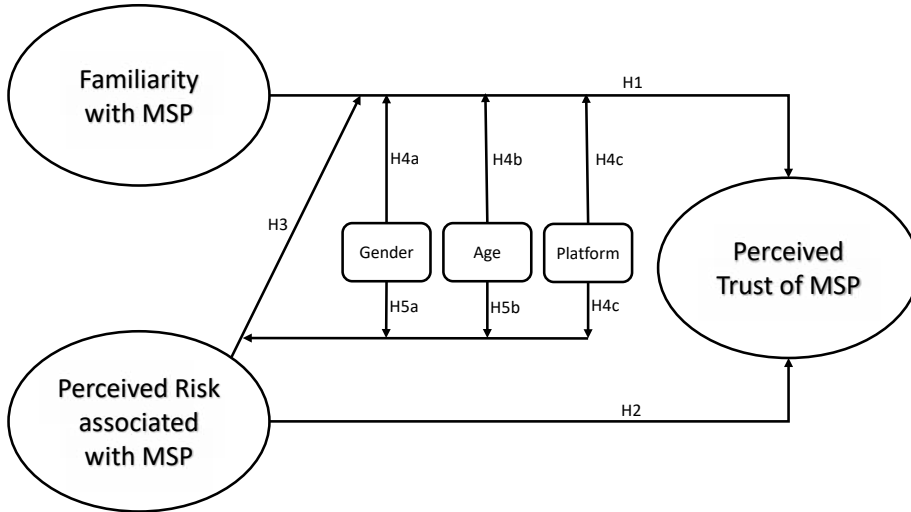 Familiarity
with MSP
H1
H4a
H4b
H4c
H3
Gender
Age
Platform
Perceived
Trust of MSP
H5a
H5b
H4c
Perceived Risk
associated
with MSP
H2